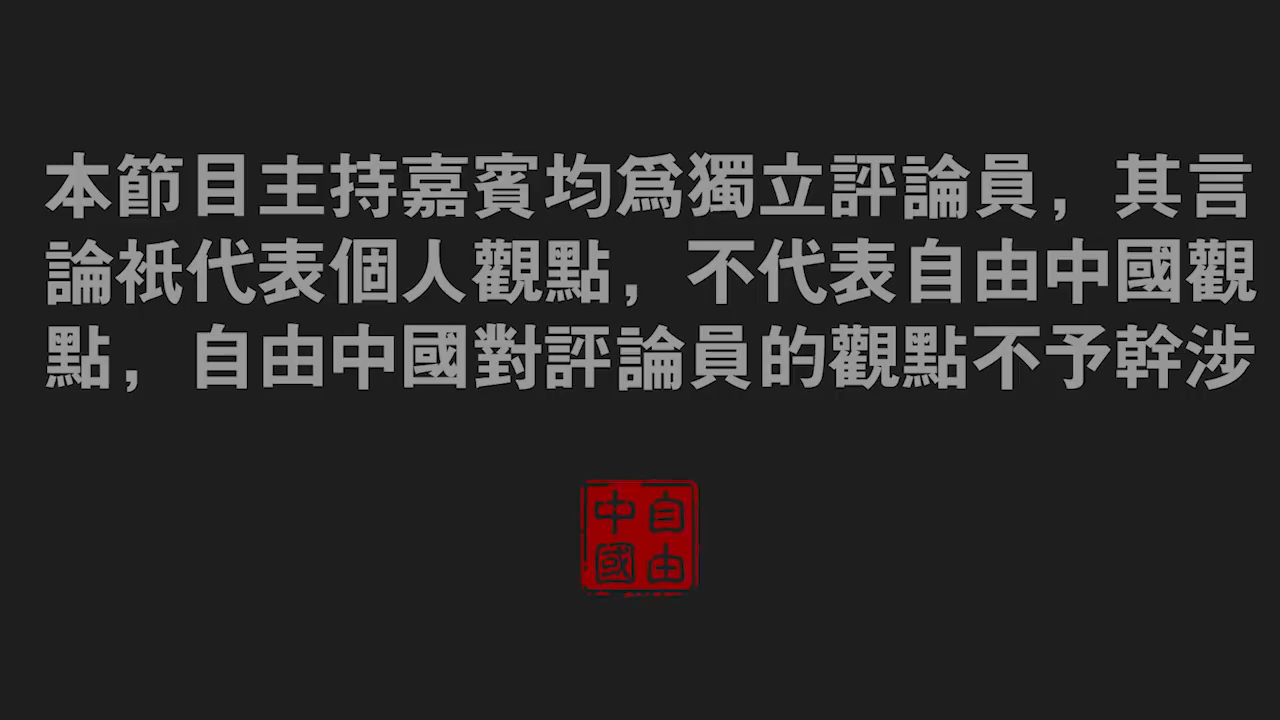 本節目主持嘉賓均爲獨立評論員，其言
論祇代表個人觀點，不代表自由中國觀
點，自由中國對評論員的觀點不予幹涉
自由
中國